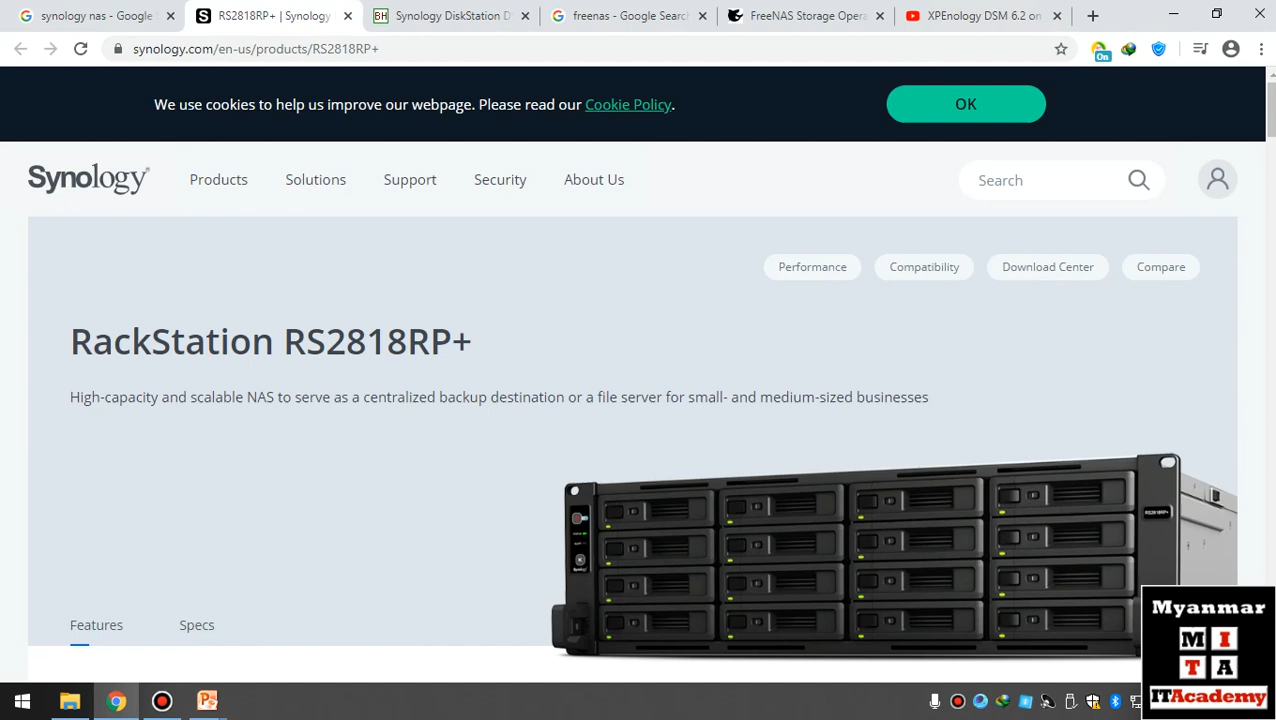 synology nas - Google
RS2818RP+ | Synology
Synology DiskStation D
freenas - Google Searc
FreeNAS Storage Opera
XPEnology DSM 6.2 on
synology.com/en-us/products/RS2818RP+
On
We use cookies to help us improve our webpage. Please read our Cookie Policy.
OK
Synology
Products
Solutions
Support
Security
About Us
Search
Performance
Compatibility
Download Center
Compare
RackStation RS2818RP+
High-capacity and scalable NAS to serve as a centralized backup destination or a file server for small- and medium-sized businesses
RS2818RP+
Features
Specs
Myanmar
M I
T A
ITAcademy